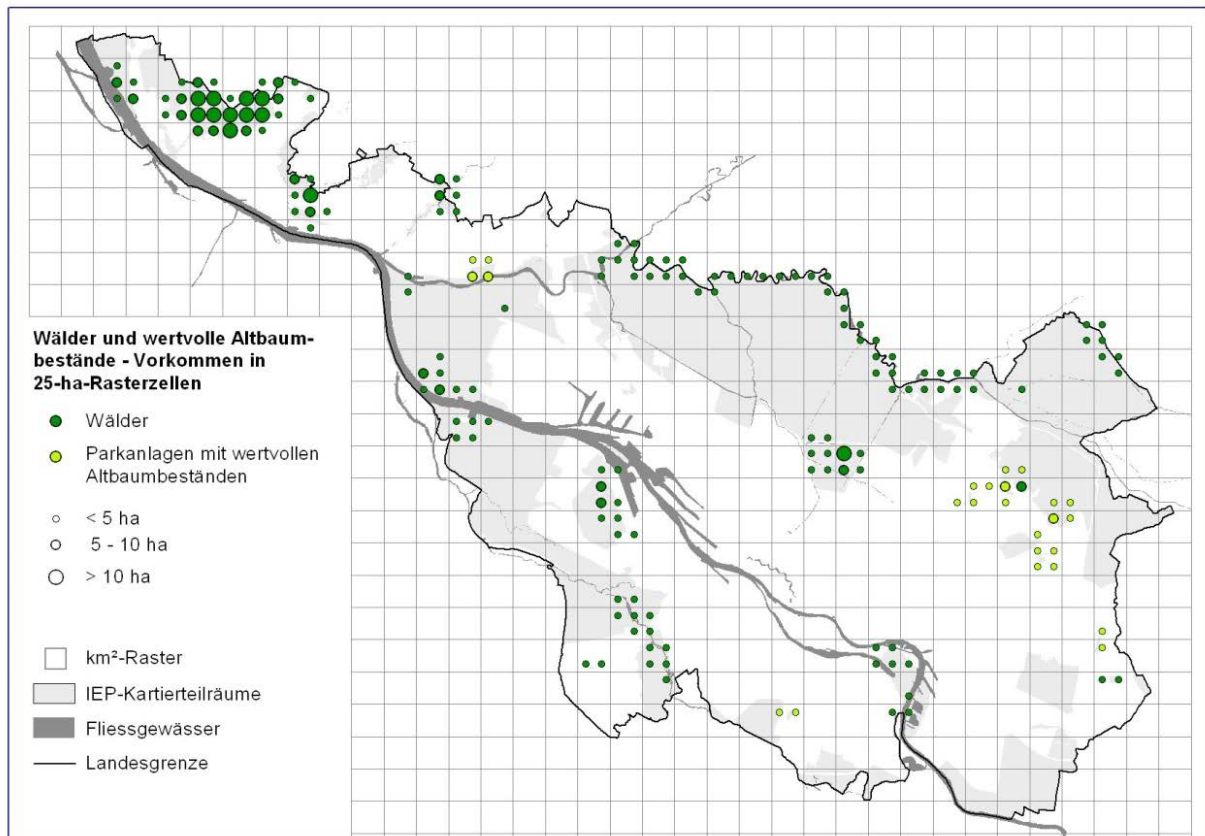 Wälder und wertvolle Altbaum-
bestände - Vorkommen in
25-ha-Rasterzellen
Wälder
Parkanlagen mit wertvollen
Altbaumbeständen
< 5 ha
5 - 10 ha
> 10 ha
km²-Raster
IEP-Kartierteilräume
Fliessgewässer
Landesgrenze